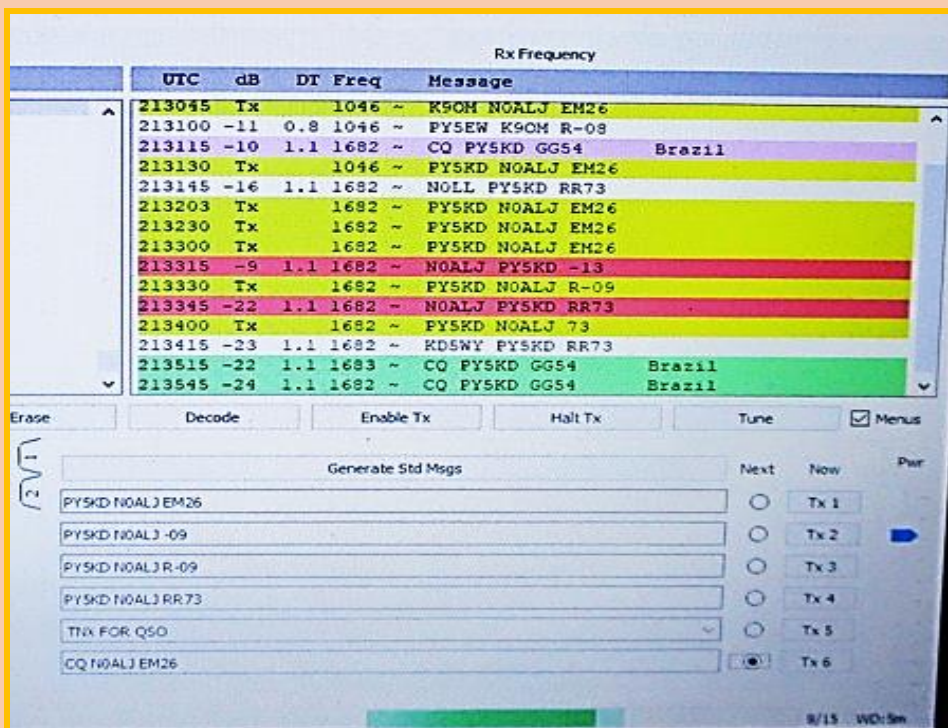 Rx Frequency
UTC dB DT Freq Message
213045 Tx 1046 ~ K9OM N0ALJ EM26
213100 -11 0.8 1046 ~ PY5EW K9OM R-08
213115 -10 1.1 1682 ~ CQ PY5KD GG54 Brazil
213130 Tx 1046 ~ PY5KD N0ALJ EM26
213145 -16 1.1 1682 ~ N0LL PY5KD RR73
213203 Tx 1682 ~ PY5KD N0ALJ EM26
213230 Tx 1682 ~ PY5KD N0ALJ EM26
213300 Tx 1682 ~ PY5KD N0ALJ EM26
213315 -9 1.1 1682 ~ N0ALJ PY5KD -13
213330 Tx 1682 ~ PY5KD N0ALJ R-09
213345 -22 1.1 1682 ~ N0ALJ PY5KD RR73
213400 Tx 1682 ~ PY5KD N0ALJ 73
213415 -23 1.1 1682 ~ KD5WY PY5KD RR73
213515 -22 1.1 1683 ~ CQ PY5KD GG54 Brazil
213545 -24 1.1 1682 ~ CQ PY5KD GG54 Brazil
Erase Decode Enable Tx Halt Tx Tune Menus
1 2
Generate Std Msgs Next Now Pwr
PY5KD N0ALJ EM26 Tx 1
PY5KD N0ALJ -09 Tx 2
PY5KD N0ALJ R-09 Tx 3
PY5KD N0ALJ RR73 Tx 4
TNX FOR QSO Tx 5
CQ N0ALJ EM26 Tx 6
9/15 WD:5m